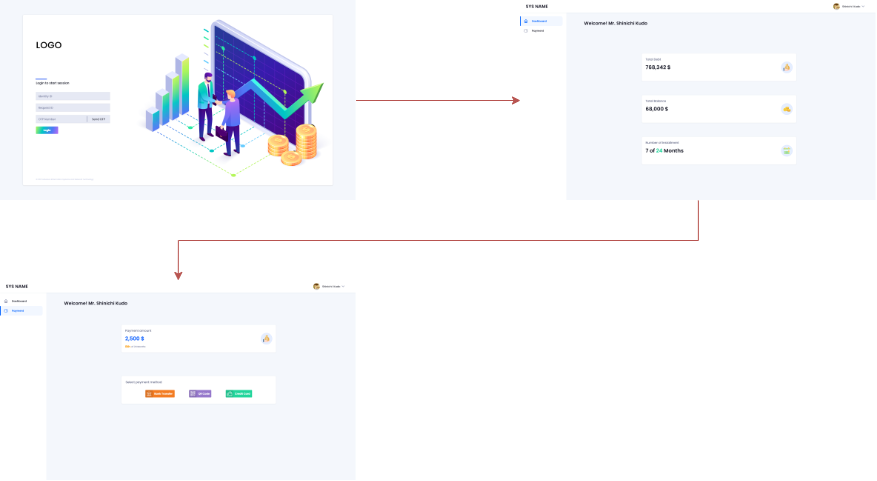 LOGO
Login to start session
Identity ID
OTP Number
Send OTP
Login
SYS NAME
Shinichi Kudo
Dashboard
Payment
Welcome! Mr. Shinichi Kudo
Total Debt
768,342 $
Total Balance
68,000 $
Number of Installment
7 of 24 Months
SYS NAME
Shinichi Kudo
Dashboard
Payment
Welcome! Mr. Shinichi Kudo
Payment Amount
2,500 $
Select payment method
Bank Transfer
QR Code
Credit Card